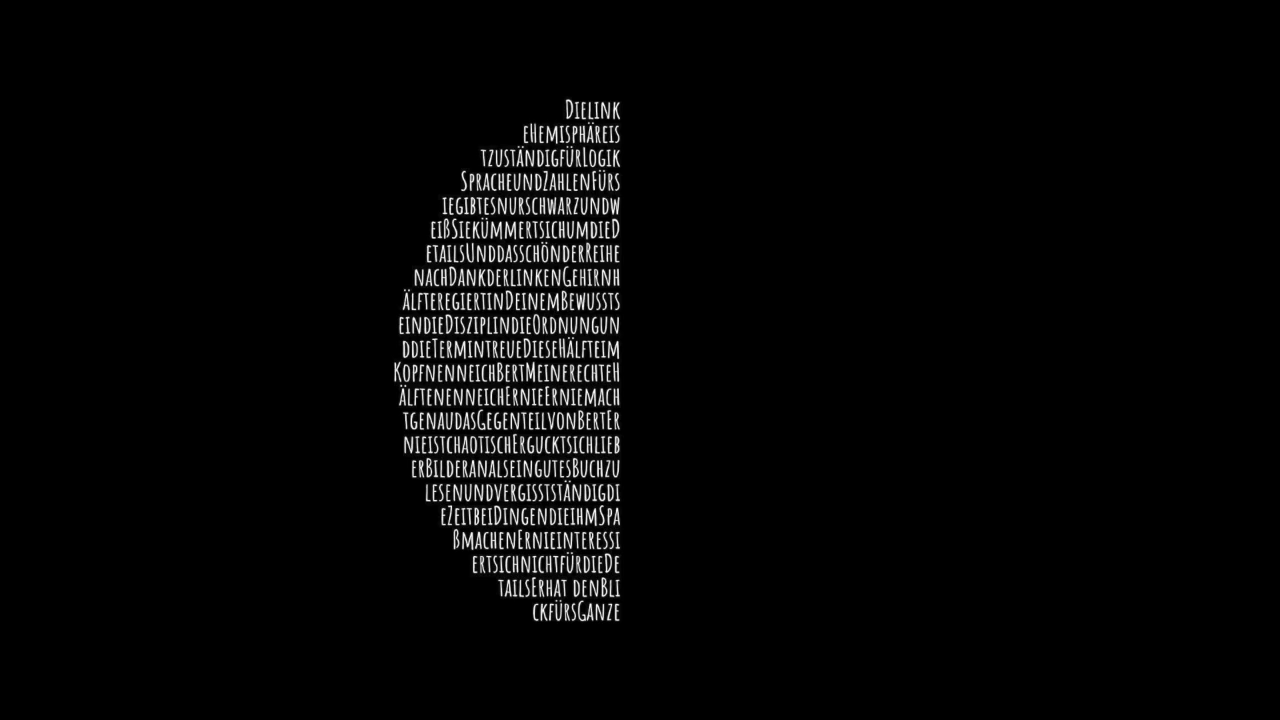 DieLink
eHemisphäreis
tzuständigfürLogik
SpracheundZahlenFürs
iegibtesnurschwarzundw
eißSiekümmertsichumdieD
etailsUnddasschönderReihe
nachDankderlinkenGehirnh
älfteregiertinDeinemBewussts
eindieDisziplindieOrdnungun
ddieTermintreueDieseHälfteim
KopfnenneichBertMeinerechteH
älftenenneichErnieErniemach
tgenaudasGegenteilvonBertEr
nieistchaotischErgucktsichlieb
erBilderanalseingutesBuchzu
lesenundvergisstständigdi
eZeitbeiDingendieihmSpa
ßmachenErnieinteressi
ertsichnichtfürdieDe
tailsErhat denBli
ckfürsGanze